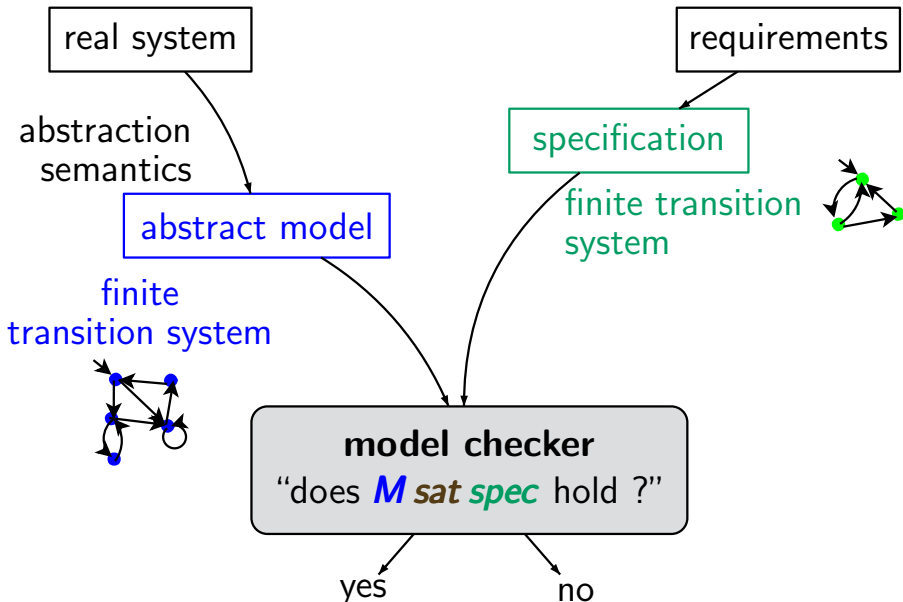 real system
requirements
abstraction
semantics
specification
abstract model
finite transition
system
finite
transition system
model checker
“does M sat spec hold ?”
yes
no